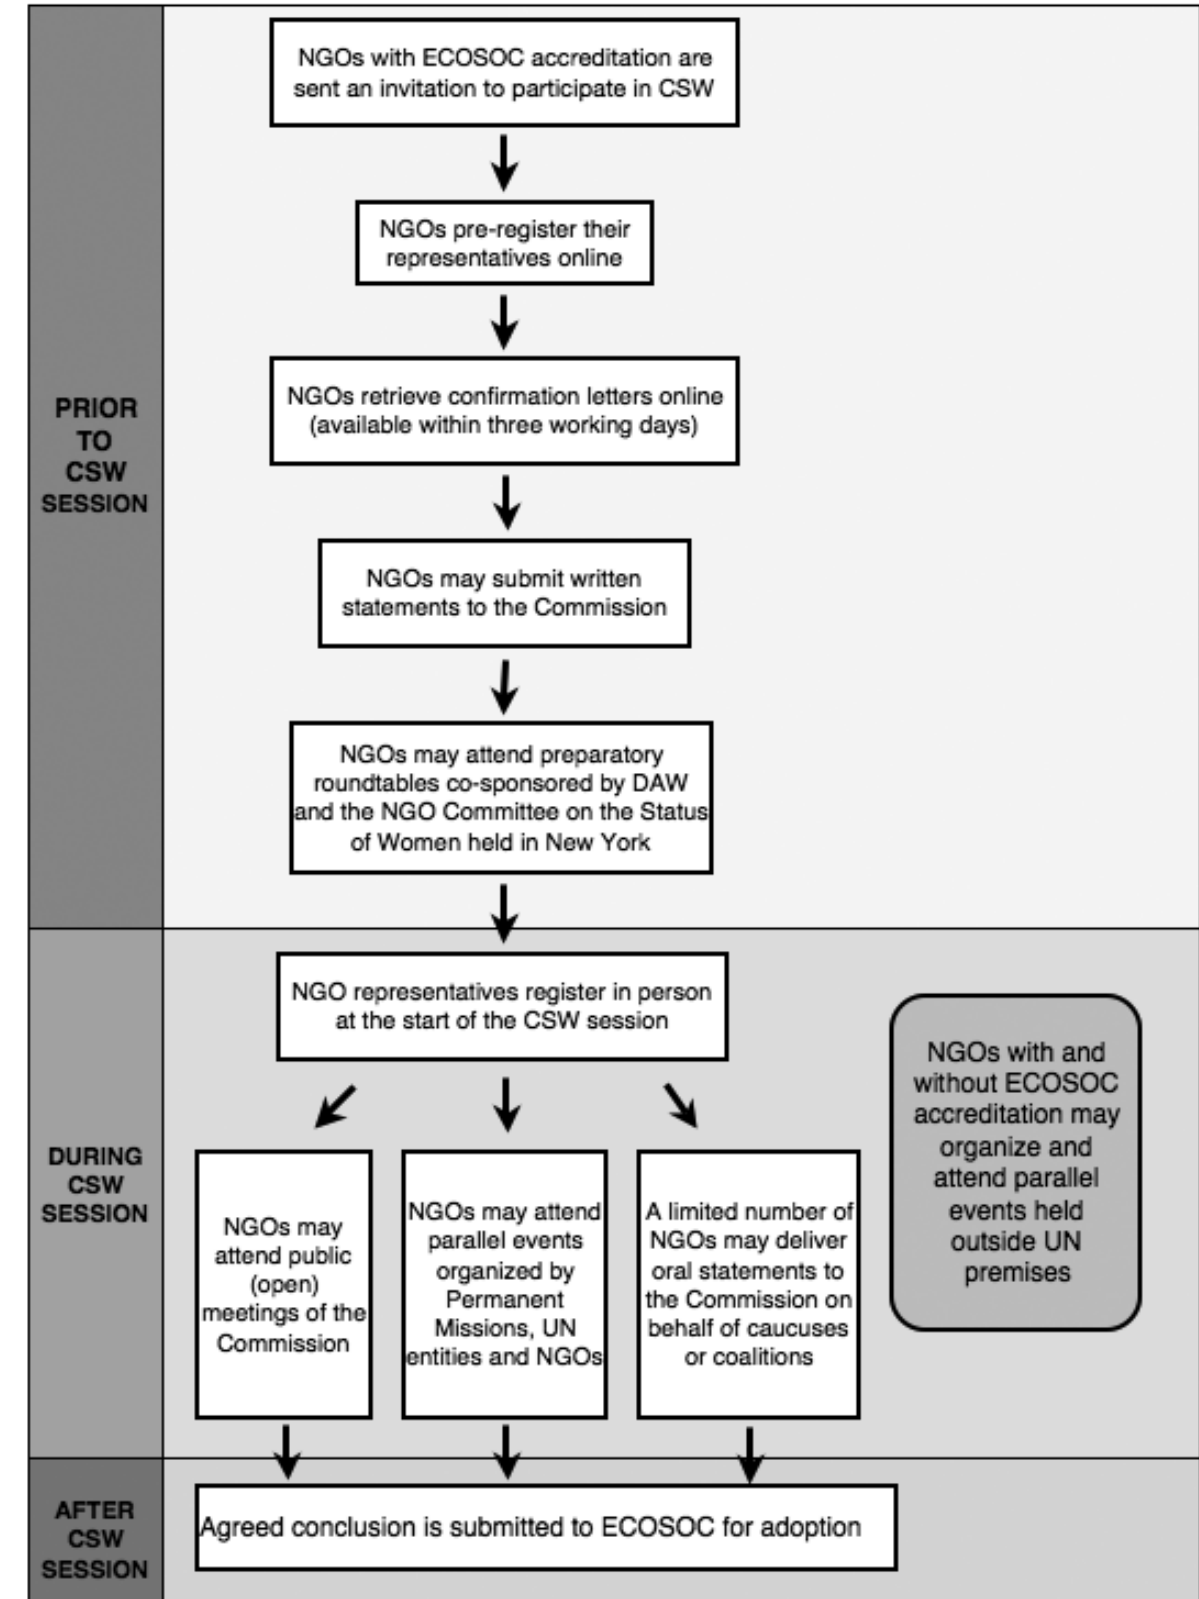 NGOs with ECOSOC accreditation are
sent an invitation to participate in CSW
NGOs pre-register their
representatives online
NGOs retrieve confirmation letters online
(available within three working days)
PRIOR
TO
CSW
SESSION
NGOs may submit written
statements to the Commission
NGOs may attend preparatory
roundtables co-sponsored by DAW
and the NGO Committee on the Status
of Women held in New York
NGO representatives register in person
at the start of the CSW session
DURING
CSW
SESSION
NGOs may
attend public
(open)
meetings of the
Commission
NGOs may attend
parallel events
organized by
Permanent
Missions, UN
entities and NGOs
A limited number of
NGOs may deliver
oral statements to
the Commission on
behalf of caucuses
or coalitions
NGOs with and
without ECOSOC
accreditation may
organize and
attend parallel
events held
outside UN
premises
AFTER
CSW
SESSION
Agreed conclusion is submitted to ECOSOC for adoption